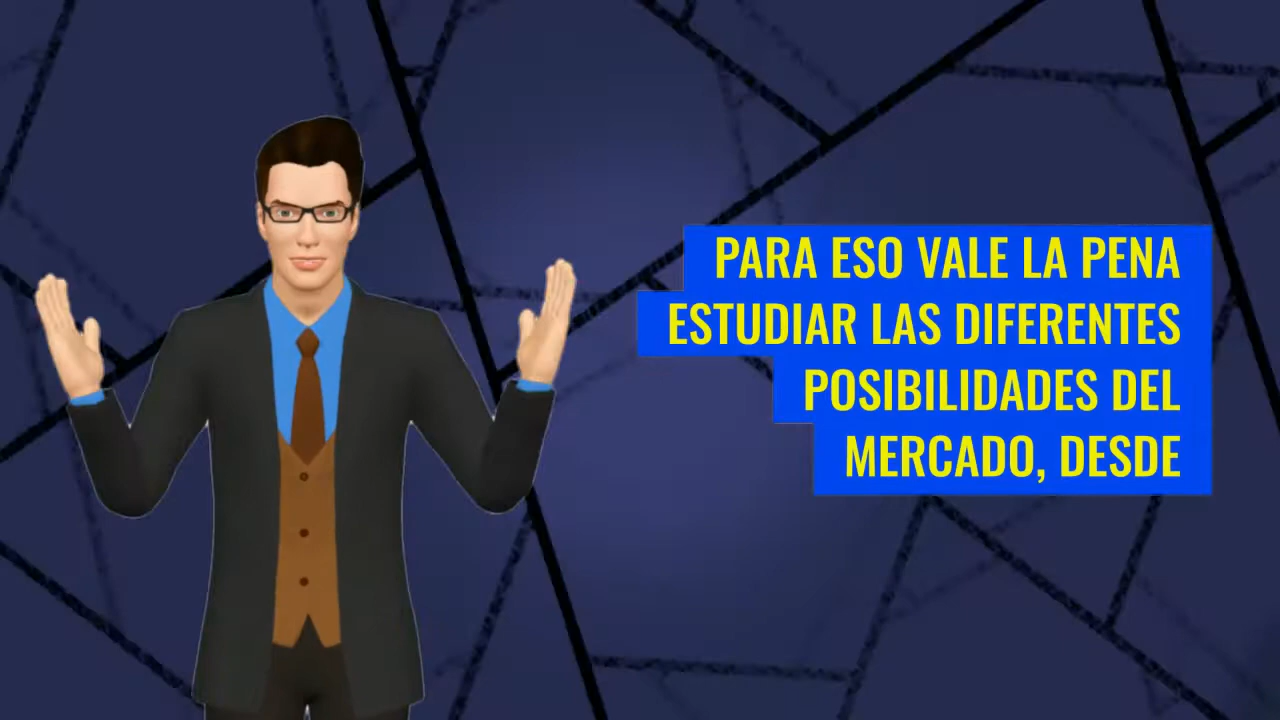 PARA ESO VALE LA PENA
ESTUDIAR LAS DIFERENTES
POSIBILIDADES DEL
MERCADO, DESDE